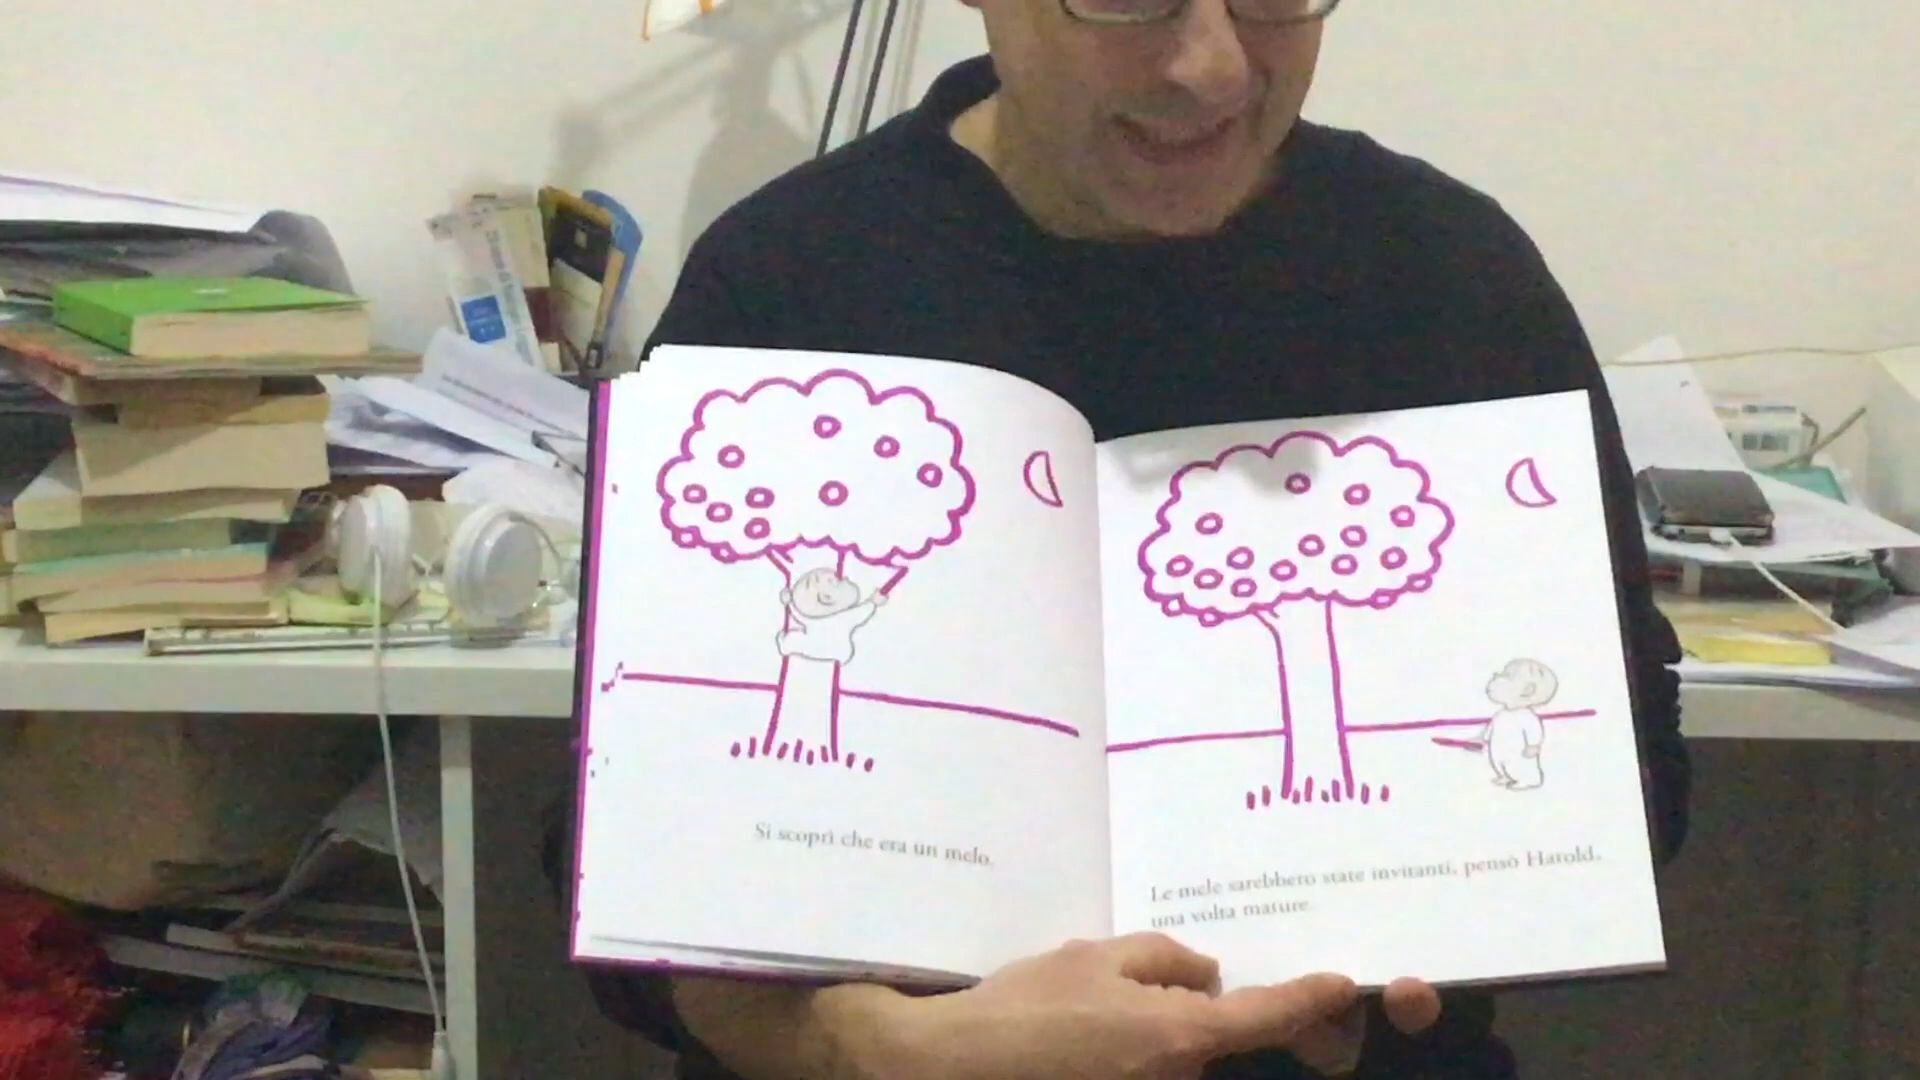 Si scoprì che era un melo.
Le mele sarebbero state invitanti, pensò Harold,
una volta mature.